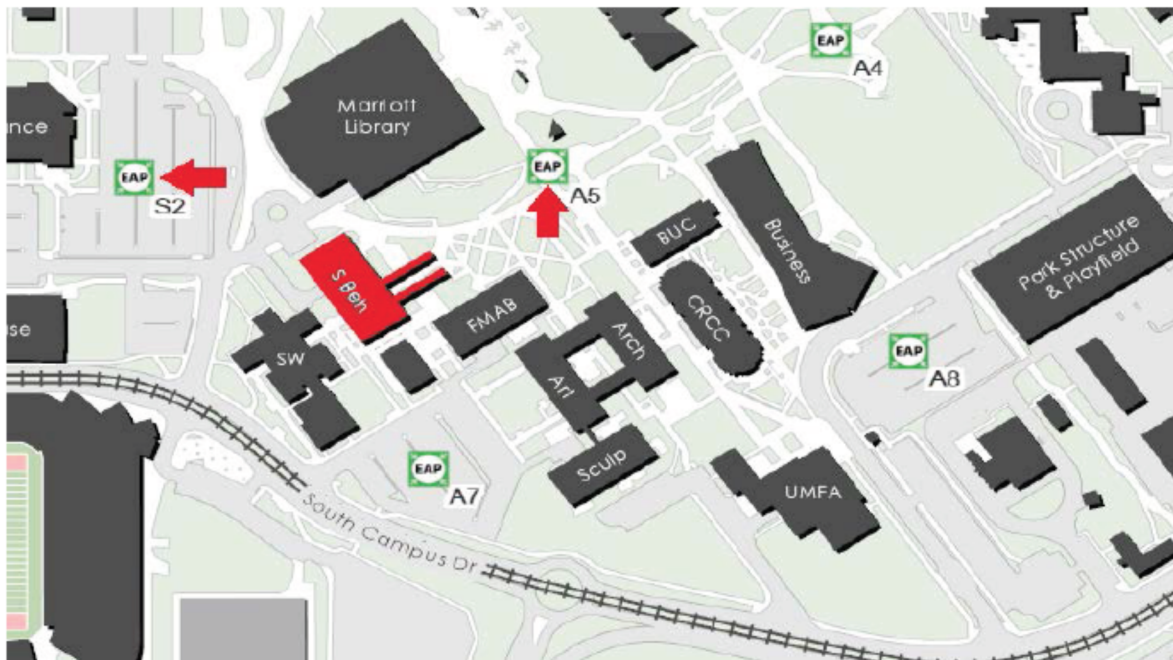 EAP
A4
Marriott
Library
ance
EAP
S2
EAP
A5
BUC
Business
Park Structure
& Playfield
S Beh
FMAB
CRCC
use
SW
Arch
Art
EAP
A8
EAP
A7
Sculp
UMFA
South Campus Dr